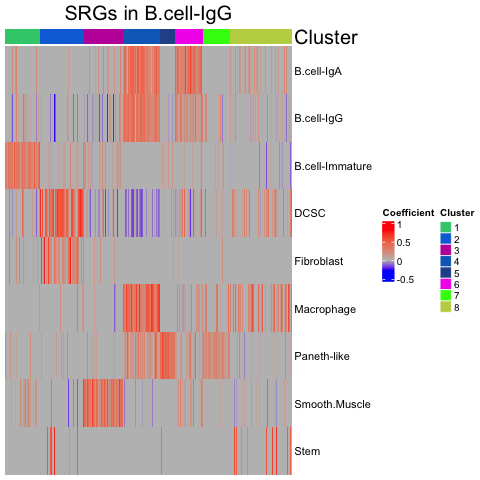 SRGs in B.cell-IgG
Cluster
B.cell-IgA
B.cell-IgG
B.cell-Immature
DCSC
Fibroblast
Macrophage
Paneth-like
Smooth.Muscle
Stem
Coefficient
1
0.5
0
-0.5
Cluster
1
2
3
4
5
6
7
8